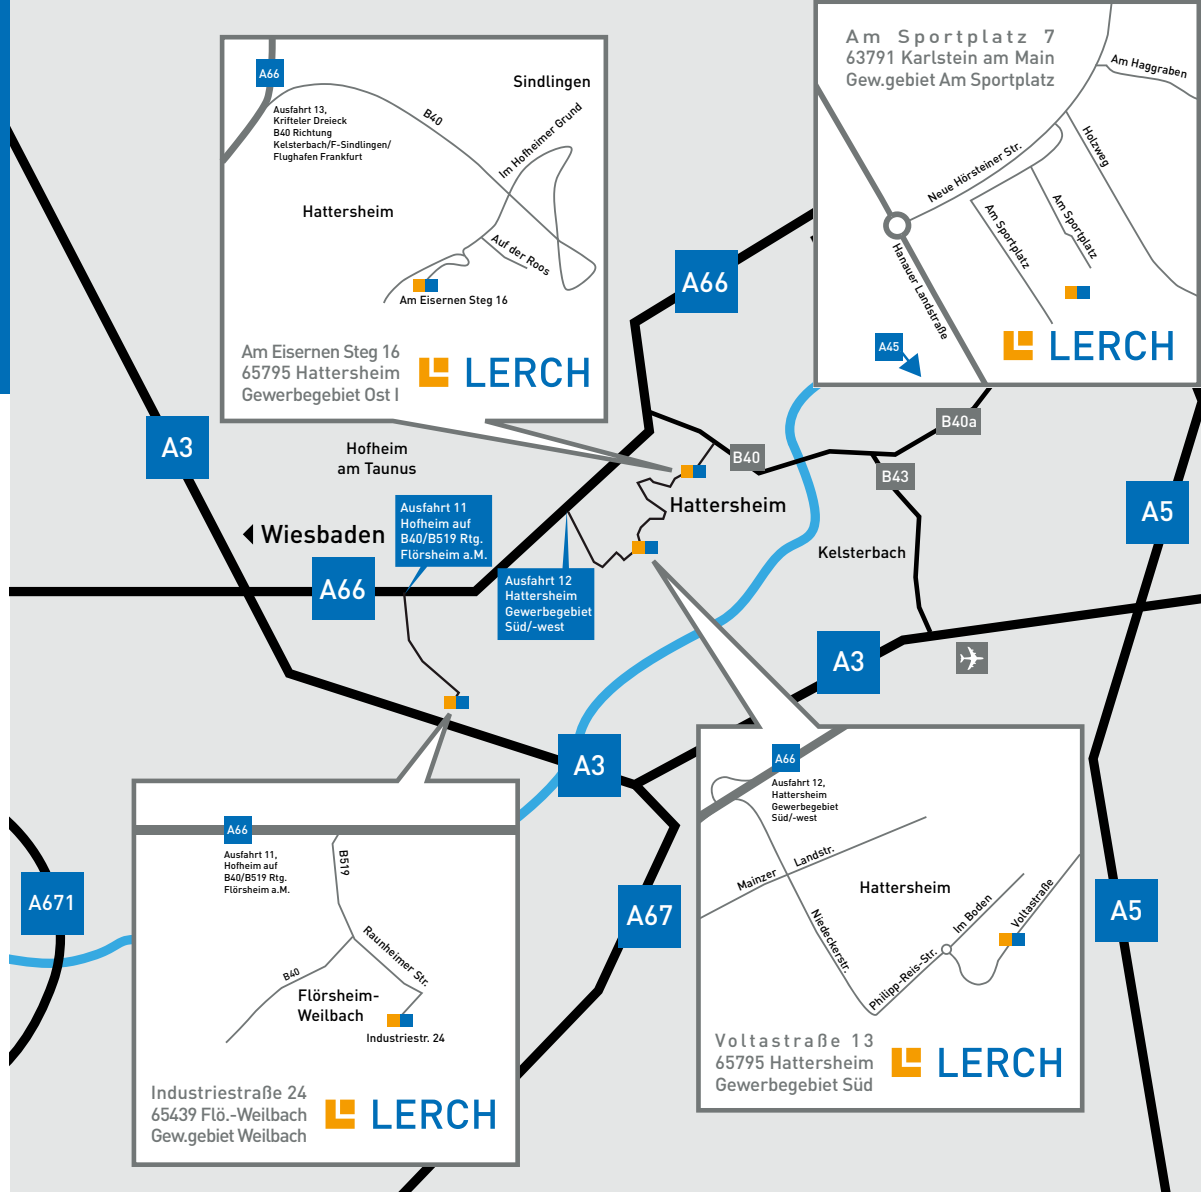 A66
Ausfahrt 13,
Krifteler Dreieck
B40 Richtung
Kelsterbach/F-Sindlingen/
Flughafen Frankfurt
B40
Sindlingen
Im Hofheimer Grund
Hattersheim
Auf der Roos
Am Eisernen Steg 16
Am Eisernen Steg 16
65795 Hattersheim
Gewerbegebiet Ost I
LERCH
Am Sportplatz 7
63791 Karlstein am Main
Gew.gebiet Am Sportplatz
Am Haggraben
Holzweg
Neue Hörsteiner Str.
Am Sportplatz
Am Sportplatz
Hanauer Landstraße
A45
LERCH
A66
A3
Hofheim
am Taunus
B40a
B40
B43
Hattersheim
A5
Wiesbaden
Ausfahrt 11
Hofheim auf
B40/B519 Rtg.
Flörsheim a.M.
Kelsterbach
A66
Ausfahrt 12
Hattersheim
Gewerbegebiet
Süd/-west
A3
A3
A671
A67
A5
A66
Ausfahrt 11,
Hofheim auf
B40/B519 Rtg.
Flörsheim a.M.
B519
Raunheimer Str.
B40
Flörsheim-
Weilbach
Industriestr. 24
Industriestraße 24
65439 Flö.-Weilbach
Gew.gebiet Weilbach
LERCH
A66
Ausfahrt 12,
Hattersheim
Gewerbegebiet
Süd/-west
Mainzer Landstr.
Hattersheim
Niedeckerstr.
Im Boden
Voltastraße
Philipp-Reis-Str.
Voltastraße 13
65795 Hattersheim
Gewerbegebiet Süd
LERCH